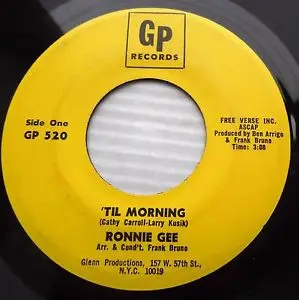 GP
RECORDS
Side One
GP 520
FREE VERSE INC.
ASCAP
Produced by Ben Arrigo
& Frank Bruno
Time: 3:08
'TIL MORNING
(Cathy Carroll-Larry Kusik)
RONNIE GEE
Arr. & Cond't. Frank Bruno
Glenn Productions, 157 W. 57th St.,
N.Y.C. 10019